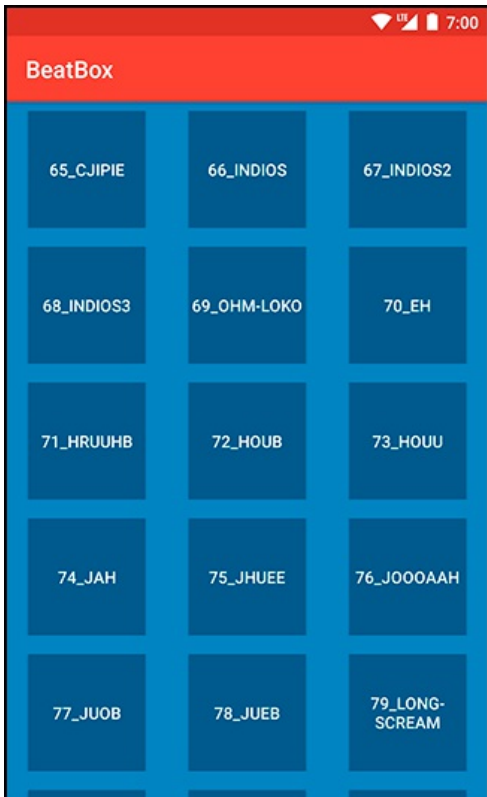 LTE 7:00
BeatBox
65_CJIPIE 66_INDIOS 67_INDIOS2
68_INDIOS3 69_OHM-LOKO 70_EH
71_HRUUHB 72_HOUB 73_HOUU
74_JAH 75_JHUEE 76_JOOOAAH
77_JUOB 78_JUEB 79_LONG-
SCREAM